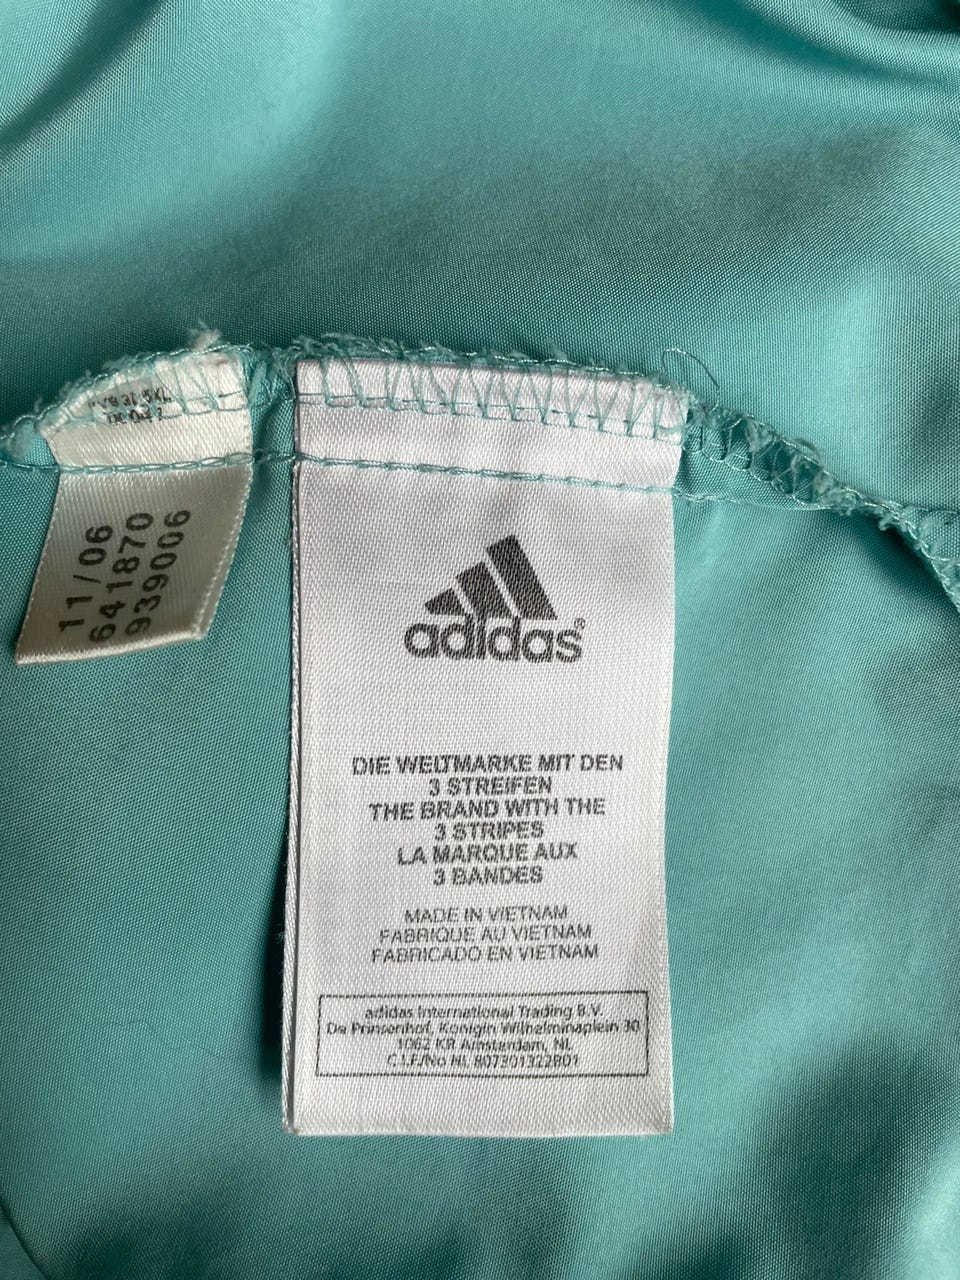 11/06
641870
939006
adidas®
DIE WELTMARKE MIT DEN
3 STREIFEN
THE BRAND WITH THE
3 STRIPES
LA MARQUE AUX
3 BANDES
MADE IN VIETNAM
FABRIQUE AU VIETNAM
FABRICADO EN VIETNAM
adidas International Trading B.V.
De Prinsenhof, Konigin Wilhelminaplein 30
1062 KR Amsterdam, NL
C.I.F./No NL 807301322B01